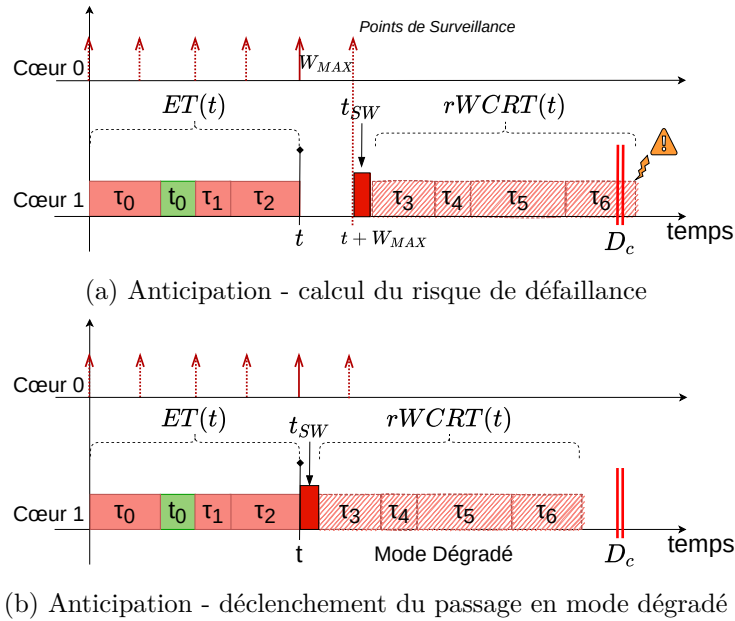 Points de Surveillance
Cœur 0
W_MAX
ET(t)
t_SW
rWCRT(t)
Cœur 1
τ0 t0 τ1 τ2 τ3 τ4 τ5 τ6
t
t + W_MAX
D_c
temps
(a) Anticipation - calcul du risque de défaillance
Cœur 0
ET(t)
t_SW
rWCRT(t)
Cœur 1
τ0 t0 τ1 τ2 τ3 τ4 τ5 τ6
t
Mode Dégradé
D_c
temps
(b) Anticipation - déclenchement du passage en mode dégradé